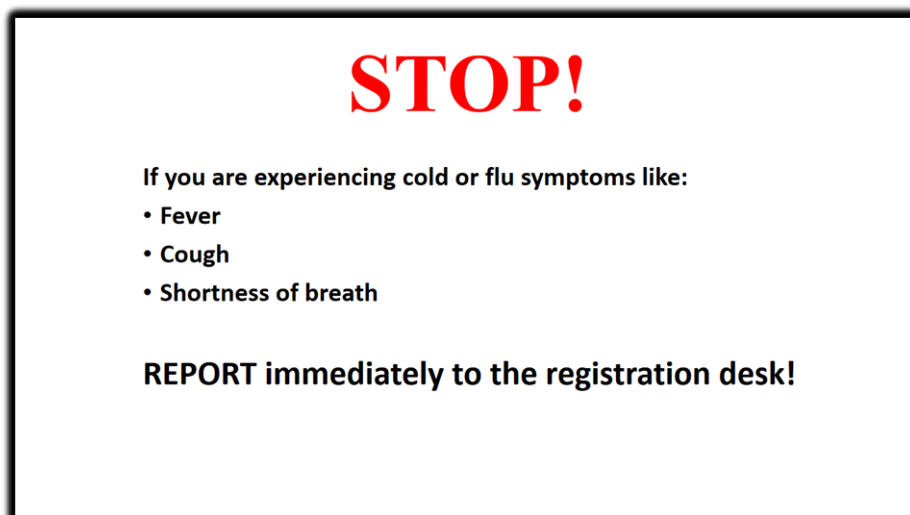 STOP!
If you are experiencing cold or flu symptoms like:
• Fever
• Cough
• Shortness of breath
REPORT immediately to the registration desk!